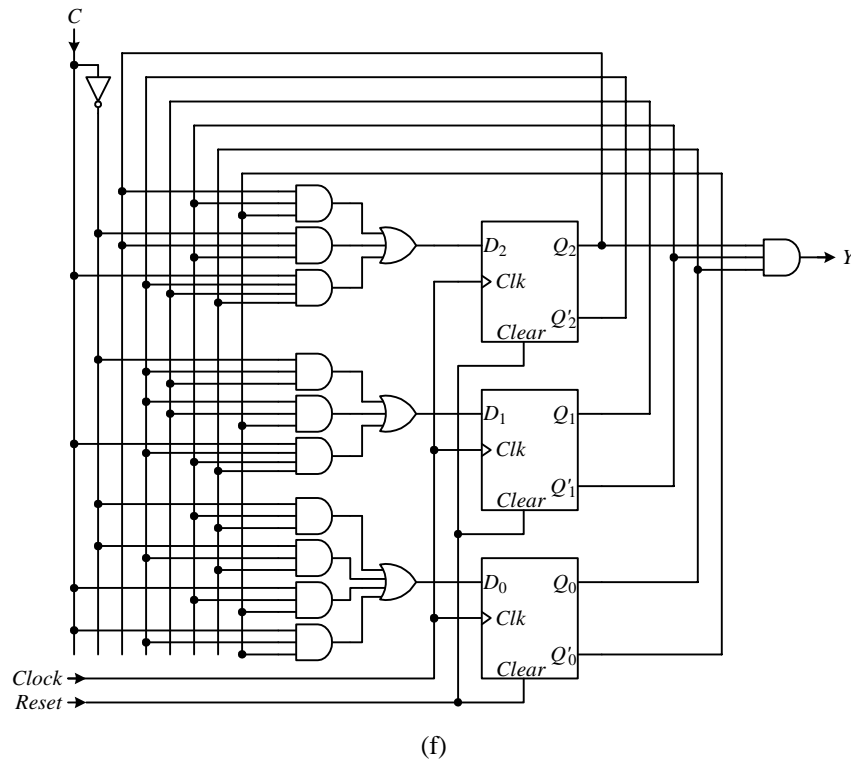 C
D2 Q2
Clk
Q'2
Clear
Y
D1 Q1
Clk
Q'1
Clear
D0 Q0
Clk
Q'0
Clear
Clock
Reset
(f)